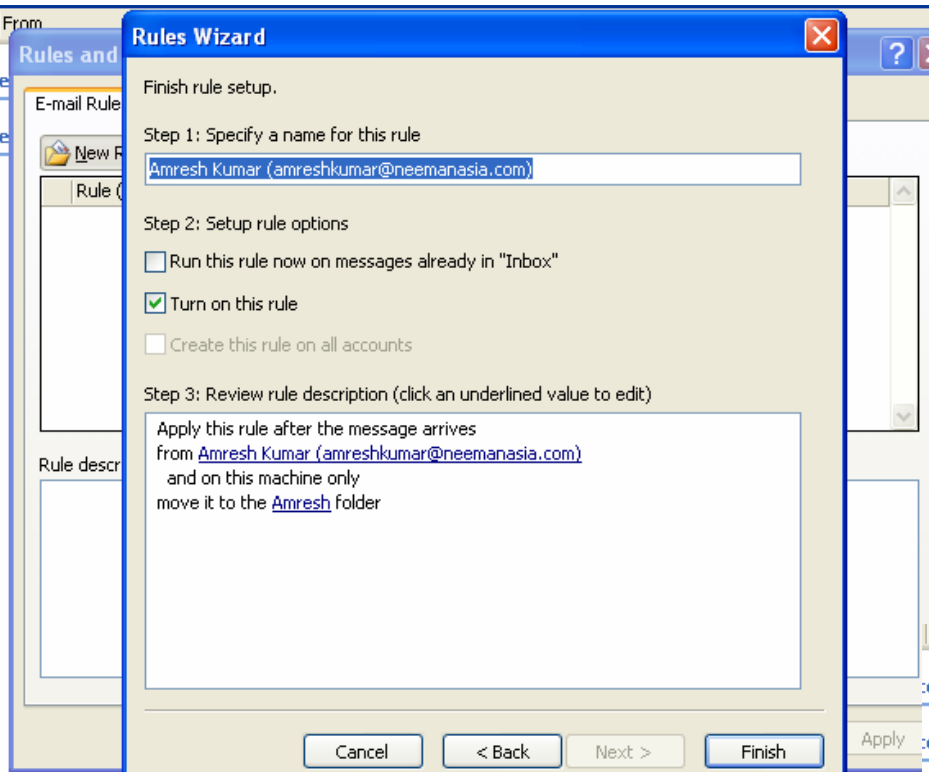 From
Rules and
E-mail Rule
New R
Rule (
Rule descr
Apply
Rules Wizard
Finish rule setup.
Step 1: Specify a name for this rule
Amresh Kumar (amreshkumar@neemanasia.com)
Step 2: Setup rule options
Run this rule now on messages already in "Inbox"
Turn on this rule
Create this rule on all accounts
Step 3: Review rule description (click an underlined value to edit)
Apply this rule after the message arrives
from Amresh Kumar (amreshkumar@neemanasia.com)
and on this machine only
move it to the Amresh folder
Cancel
< Back
Next >
Finish